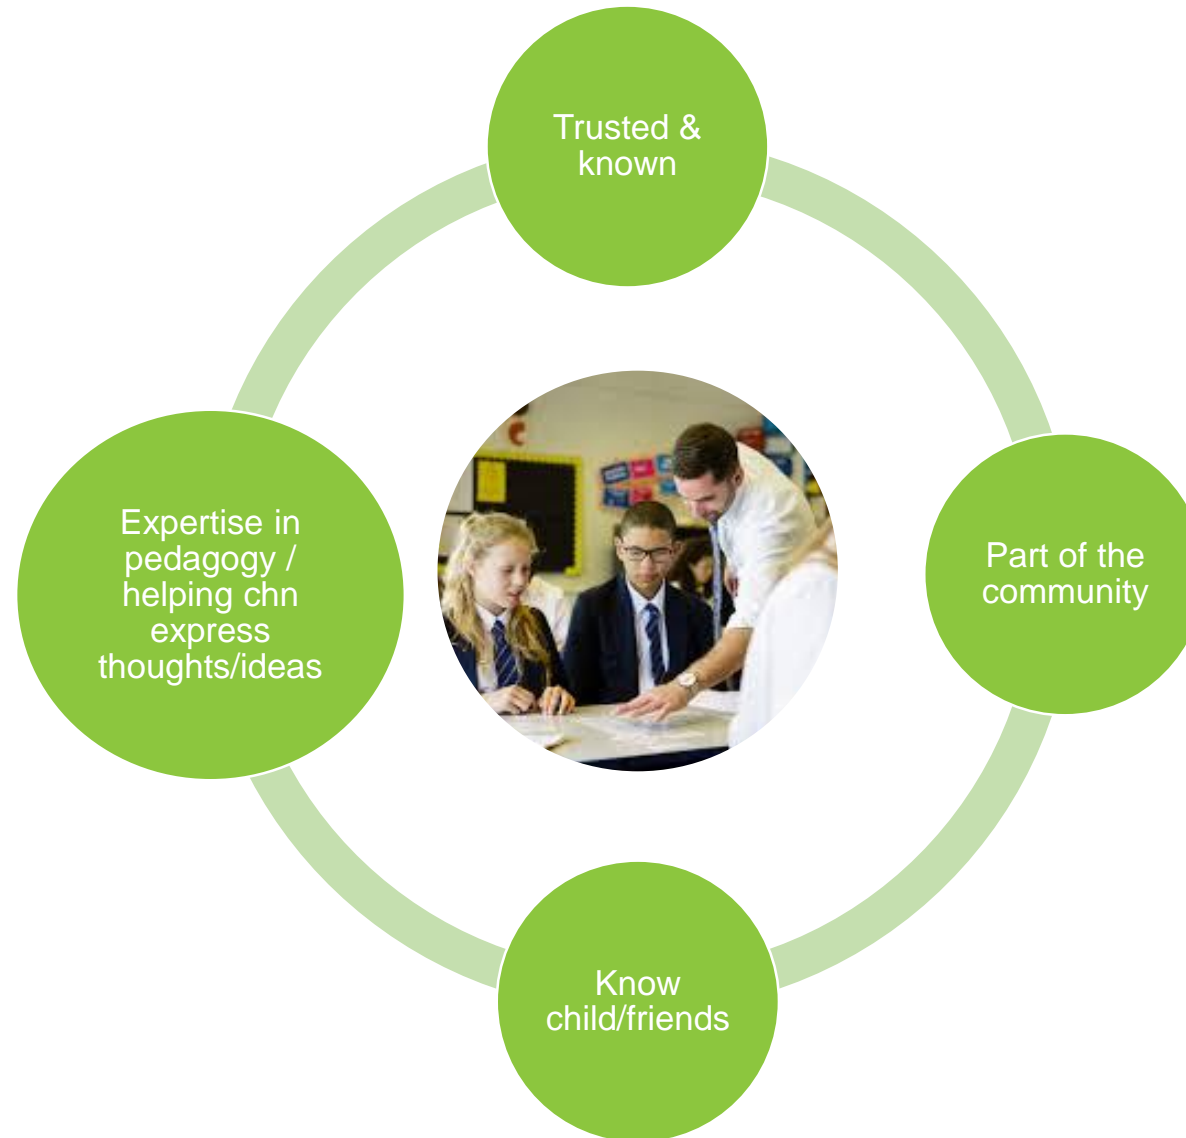 Trusted &
known
Part of the
community
Know
child/friends
Expertise in
pedagogy /
helping chn
express
thoughts/ideas